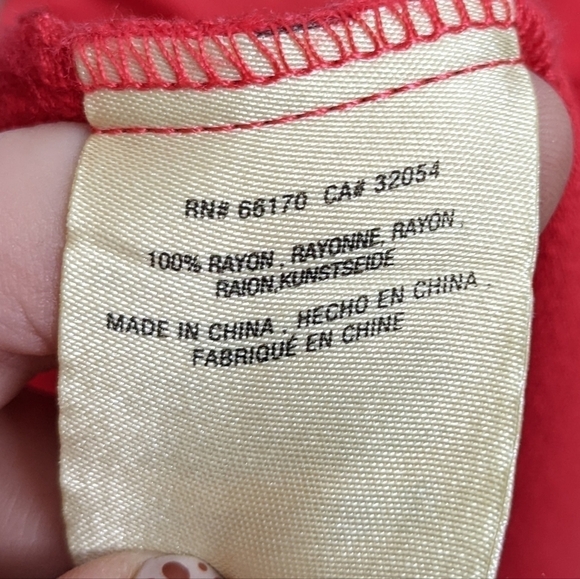 RN# 66170 CA# 32054
100% RAYON . RAYONNE, RAYON ,
RAION,KUNSTSEIDE
MADE IN CHINA . HECHO EN CHINA .
FABRIQUÉ EN CHINE